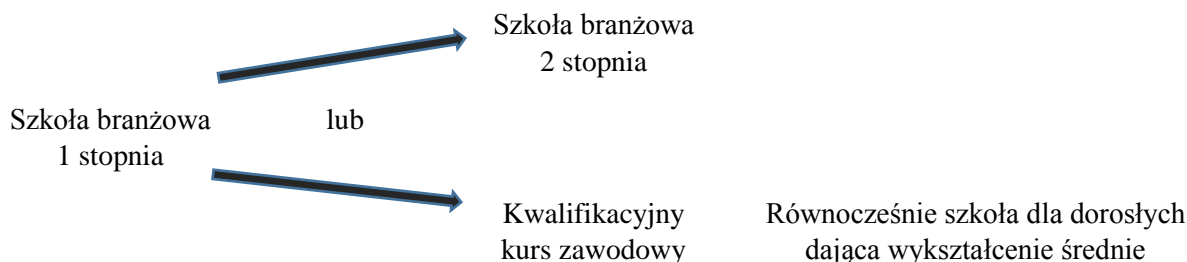 Szkoła branżowa
2 stopnia
Szkoła branżowa
1 stopnia
lub
Kwalifikacyjny
kurs zawodowy
Równocześnie szkoła dla dorosłych
dająca wykształcenie średnie